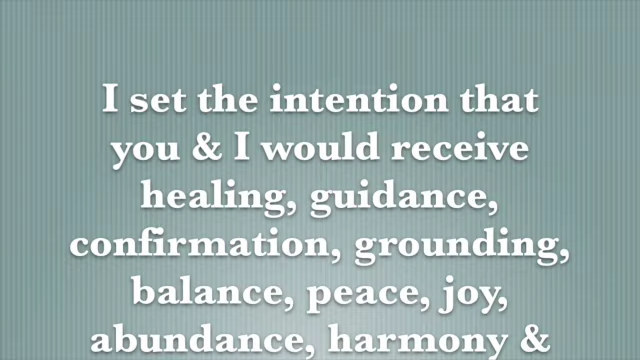 I set the intention that
you & I would receive
healing, guidance,
confirmation, grounding,
balance, peace, joy,
abundance, harmony &